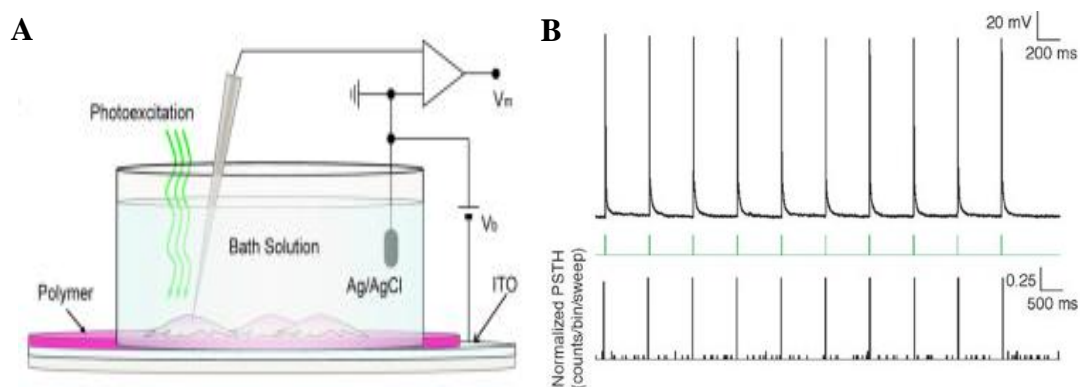 A
Photoexcitation
Vm
Vb
Bath Solution
Ag/AgCl
ITO
Polymer
B
20 mV
200 ms
Normalized PSTH
(counts/bin/sweep)
0.25
500 ms